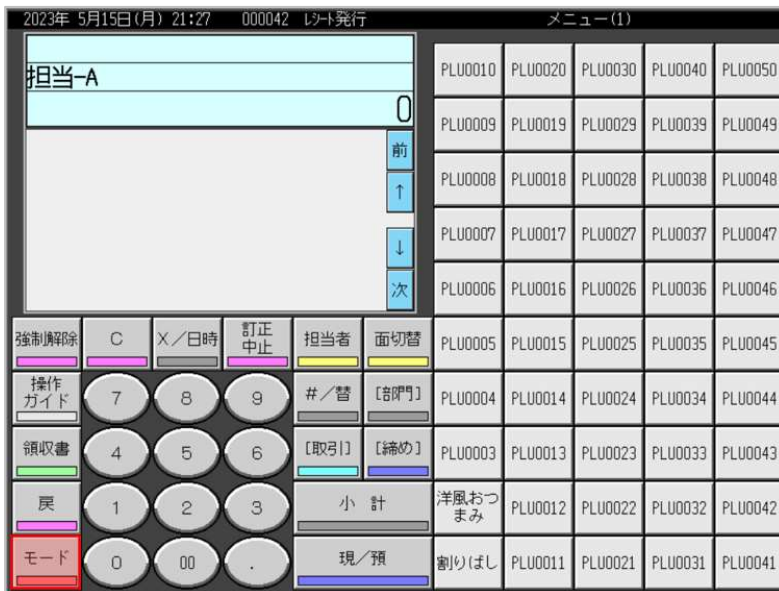 2023年 5月15日(月) 21:27 000042 レシート発行 メニュー(1)
担当-A
0
前
↑
↓
次
強制解除 C X/日時 訂正
中止 担当者 面切替
操作
ガイド 7 8 9 #/替 [部門]
領収書 4 5 6 [取引] [締め]
戻 1 2 3 小 計
モード 0 00 . 現/預
PLU0010 PLU0020 PLU0030 PLU0040 PLU0050
PLU0009 PLU0019 PLU0029 PLU0039 PLU0049
PLU0008 PLU0018 PLU0028 PLU0038 PLU0048
PLU0007 PLU0017 PLU0027 PLU0037 PLU0047
PLU0006 PLU0016 PLU0026 PLU0036 PLU0046
PLU0005 PLU0015 PLU0025 PLU0035 PLU0045
PLU0004 PLU0014 PLU0024 PLU0034 PLU0044
PLU0003 PLU0013 PLU0023 PLU0033 PLU0043
洋風おつ
まみ PLU0012 PLU0022 PLU0032 PLU0042
割りばし PLU0011 PLU0021 PLU0031 PLU0041